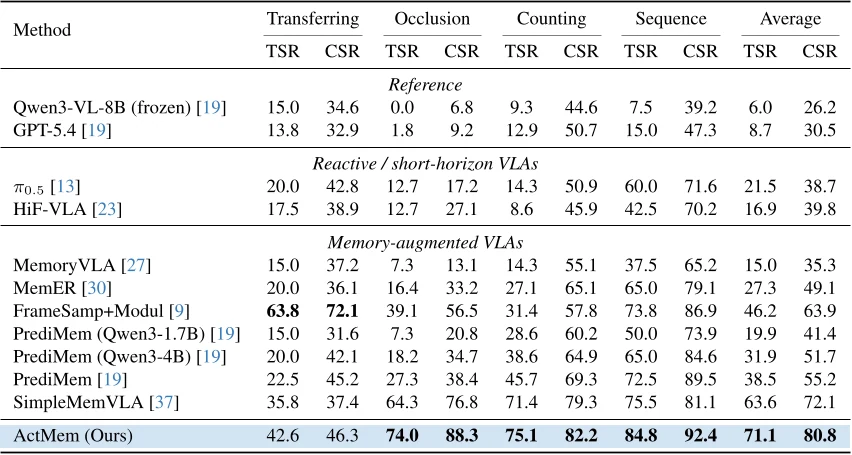 Method Transferring Occlusion Counting Sequence Average
TSR CSR TSR CSR TSR CSR TSR CSR TSR CSR
Reference
Qwen3-VL-8B (frozen) [19] 15.0 34.6 0.0 6.8 9.3 44.6 7.5 39.2 6.0 26.2
GPT-5.4 [19] 13.8 32.9 1.8 9.2 12.9 50.7 15.0 47.3 8.7 30.5
Reactive / short-horizon VLAs
π0.5 [13] 20.0 42.8 12.7 17.2 14.3 50.9 60.0 71.6 21.5 38.7
HiF-VLA [23] 17.5 38.9 12.7 27.1 8.6 45.9 42.5 70.2 16.9 39.8
Memory-augmented VLAs
MemoryVLA [27] 15.0 37.2 7.3 13.1 14.3 55.1 37.5 65.2 15.0 35.3
MemER [30] 20.0 36.1 16.4 33.2 27.1 65.1 65.0 79.1 27.3 49.1
FrameSamp+Modul [9] 63.8 72.1 39.1 56.5 31.4 57.8 73.8 86.9 46.2 63.9
PrediMem (Qwen3-1.7B) [19] 15.0 31.6 7.3 20.8 28.6 60.2 50.0 73.9 19.9 41.4
PrediMem (Qwen3-4B) [19] 20.0 42.1 18.2 34.7 38.6 64.9 65.0 84.6 31.9 51.7
PrediMem [19] 22.5 45.2 27.3 38.4 45.7 69.3 72.5 89.5 38.5 55.2
SimpleMemVLA [37] 35.8 37.4 64.3 76.8 71.4 79.3 75.5 81.1 63.6 72.1
ActMem (Ours) 42.6 46.3 74.0 88.3 75.1 82.2 84.8 92.4 71.1 80.8